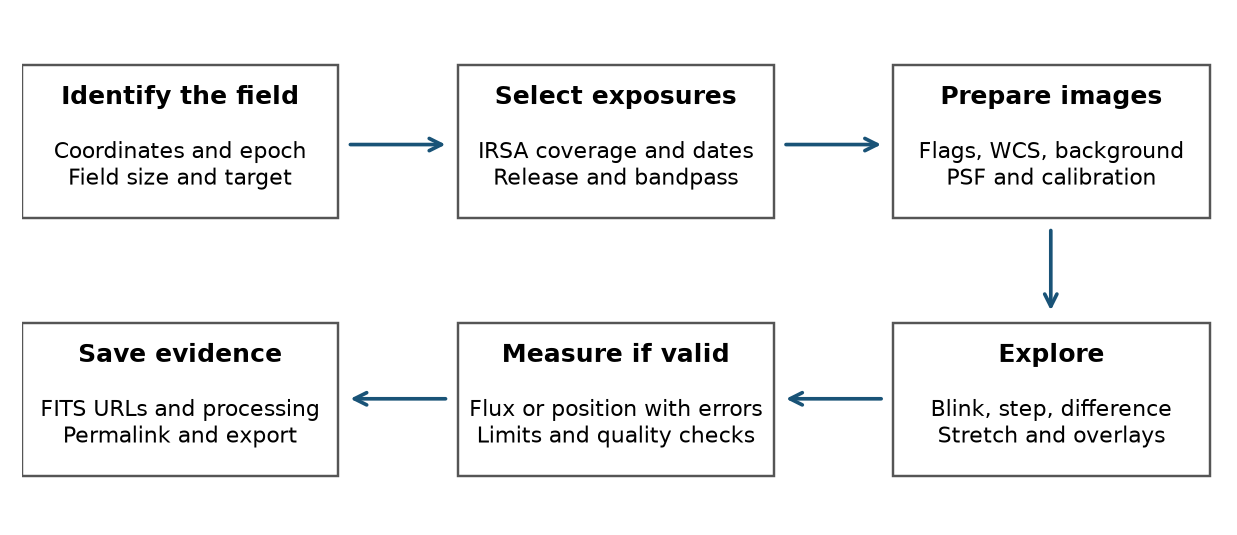 Identify the field
Coordinates and epoch
Field size and target
Select exposures
IRSA coverage and dates
Release and bandpass
Prepare images
Flags, WCS, background
PSF and calibration
Explore
Blink, step, difference
Stretch and overlays
Measure if valid
Flux or position with errors
Limits and quality checks
Save evidence
FITS URLs and processing
Permalink and export